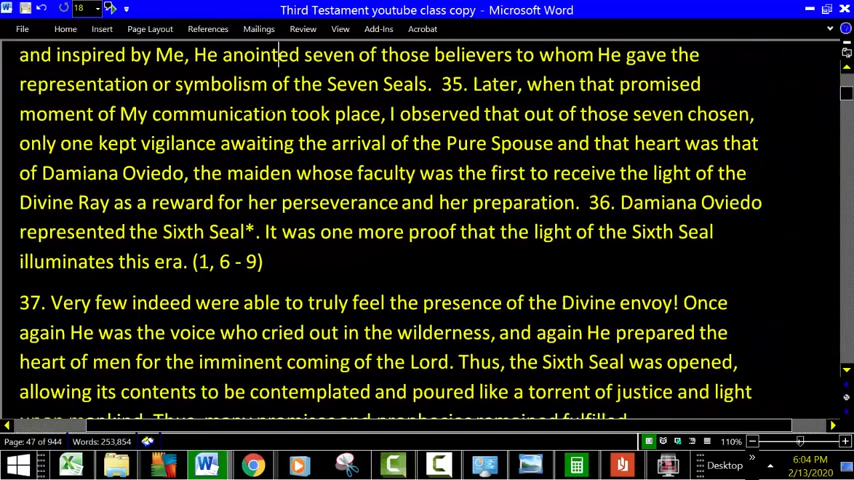 18
Third Testament youtube class copy - Microsoft Word
File Home Insert Page Layout References Mailings Review View Add-Ins Acrobat
and inspired by Me, He anointed seven of those believers to whom He gave the
representation or symbolism of the Seven Seals.  35. Later, when that promised
moment of My communication took place, I observed that out of those seven chosen,
only one kept vigilance awaiting the arrival of the Pure Spouse and that heart was that
of Damiana Oviedo, the maiden whose faculty was the first to receive the light of the
Divine Ray as a reward for her perseverance and her preparation.  36. Damiana Oviedo
represented the Sixth Seal*. It was one more proof that the light of the Sixth Seal
illuminates this era. (1, 6 - 9)
37. Very few indeed were able to truly feel the presence of the Divine envoy! Once
again He was the voice who cried out in the wilderness, and again He prepared the
heart of men for the imminent coming of the Lord. Thus, the Sixth Seal was opened,
allowing its contents to be contemplated and poured like a torrent of justice and light
upon mankind. Thus, many promises and prophecies remained fulfilled.
Page: 47 of 944 Words: 253,854 110%
Desktop 6:04 PM
2/13/2020